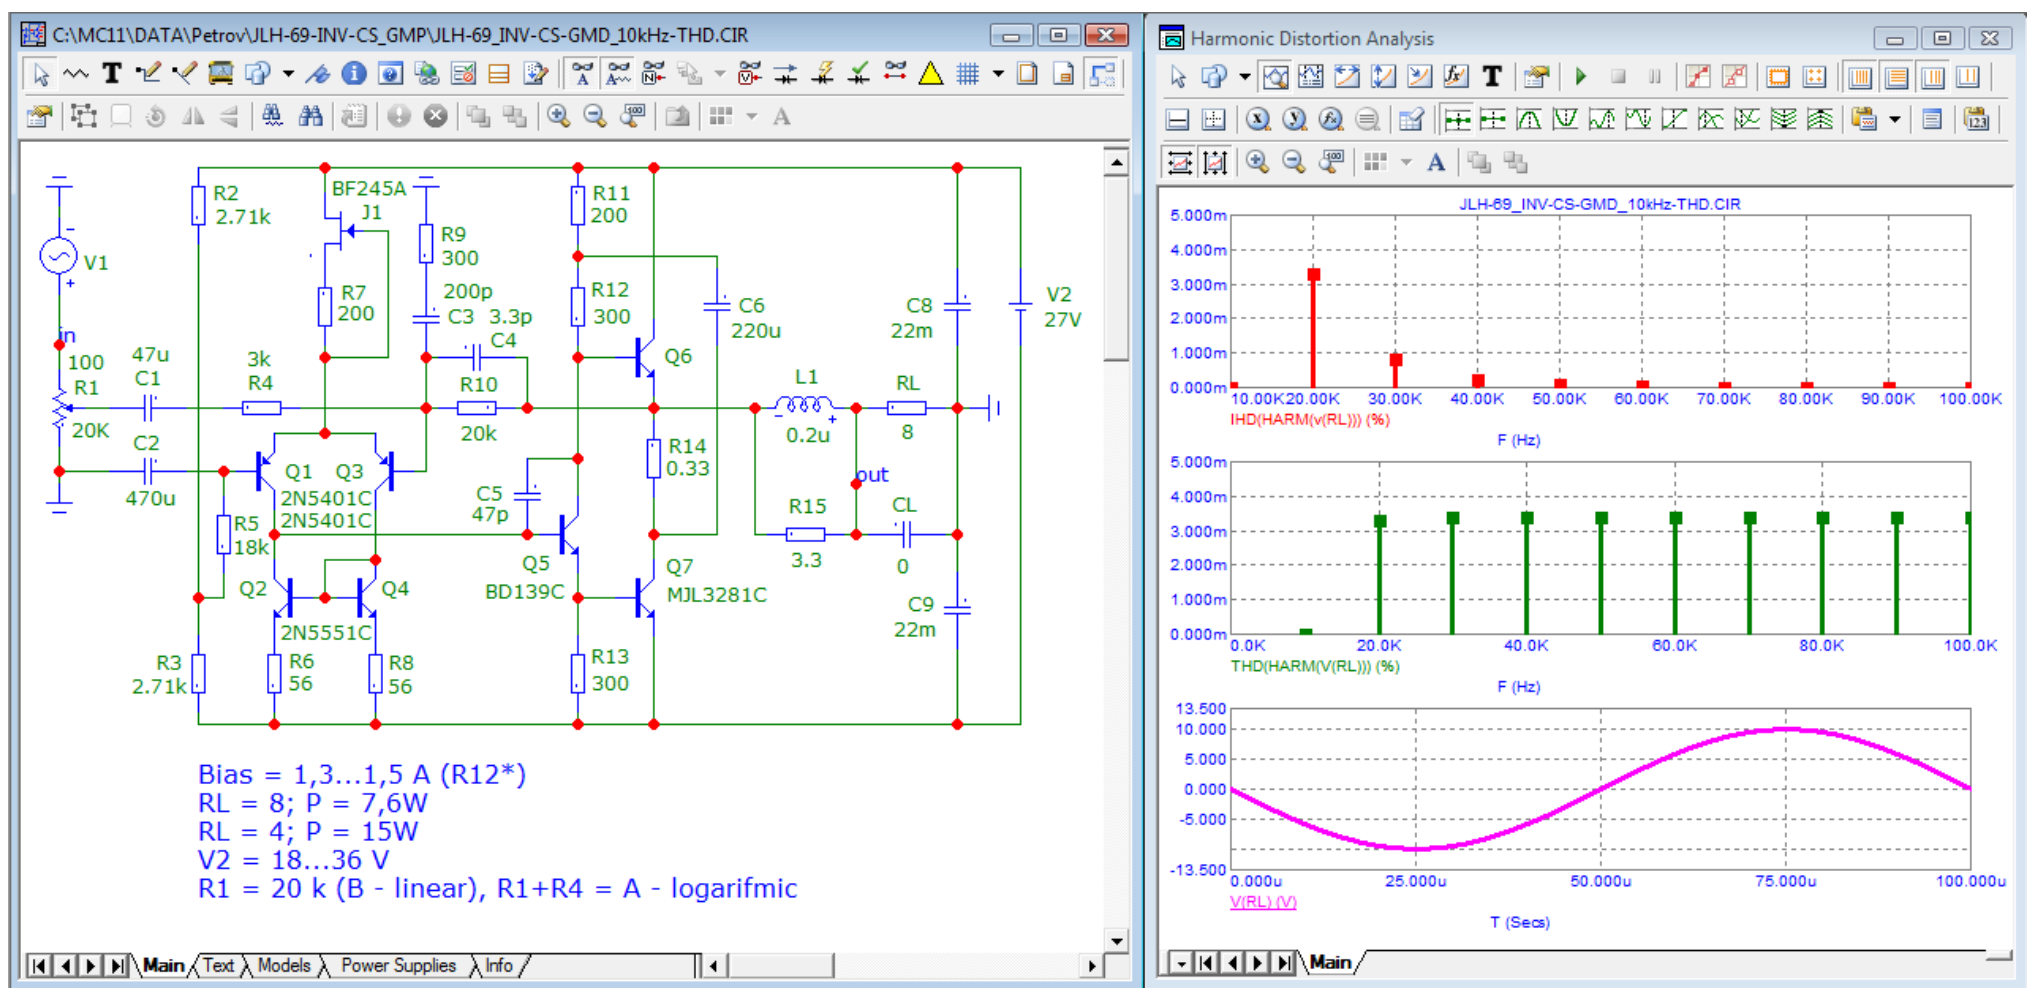 C:\MC11\DATA\Petrov\JLH-69-INV-CS_GMP\JLH-69_INV-CS-GMD_10kHz-THD.CIR
R2
2.71k
BF245A
J1
R9
300
R11
200
V1
R7
200
200p
C3
3.3p
C4
R12
300
C6
220u
C8
22m
V2
27V
in
100
R1
20K
47u
C1
3k
R4
R10
20k
Q6
L1
0.2u
RL
8
C2
470u
Q1
Q3
2N5401C
2N5401C
R14
0.33
out
R5
18k
C5
47p
R15
3.3
CL
0
Q2
Q4
2N5551C
Q5
BD139C
Q7
MJL3281C
C9
22m
R3
2.71k
R6
56
R8
56
R13
300
Bias = 1,3...1,5 A (R12*)
RL = 8; P = 7,6W
RL = 4; P = 15W
V2 = 18...36 V
R1 = 20 k (B - linear), R1+R4 = A - logarifmic
Main
Text
Models
Power Supplies
Info
Harmonic Distortion Analysis
JLH-69_INV-CS-GMD_10kHz-THD.CIR
5.000m
4.000m
3.000m
2.000m
1.000m
0.000m
10.00K 20.00K 30.00K 40.00K 50.00K 60.00K 70.00K 80.00K 90.00K 100.00K
IHD(HARM(v(RL))) (%)
F (Hz)
5.000m
4.000m
3.000m
2.000m
1.000m
0.000m
0.0K 20.0K 40.0K 60.0K 80.0K 100.0K
THD(HARM(V(RL))) (%)
F (Hz)
13.500
10.000
5.000
0.000
-5.000
-13.500
0.000u 25.000u 50.000u 75.000u 100.000u
V(RL) (V)
T (Secs)
Main